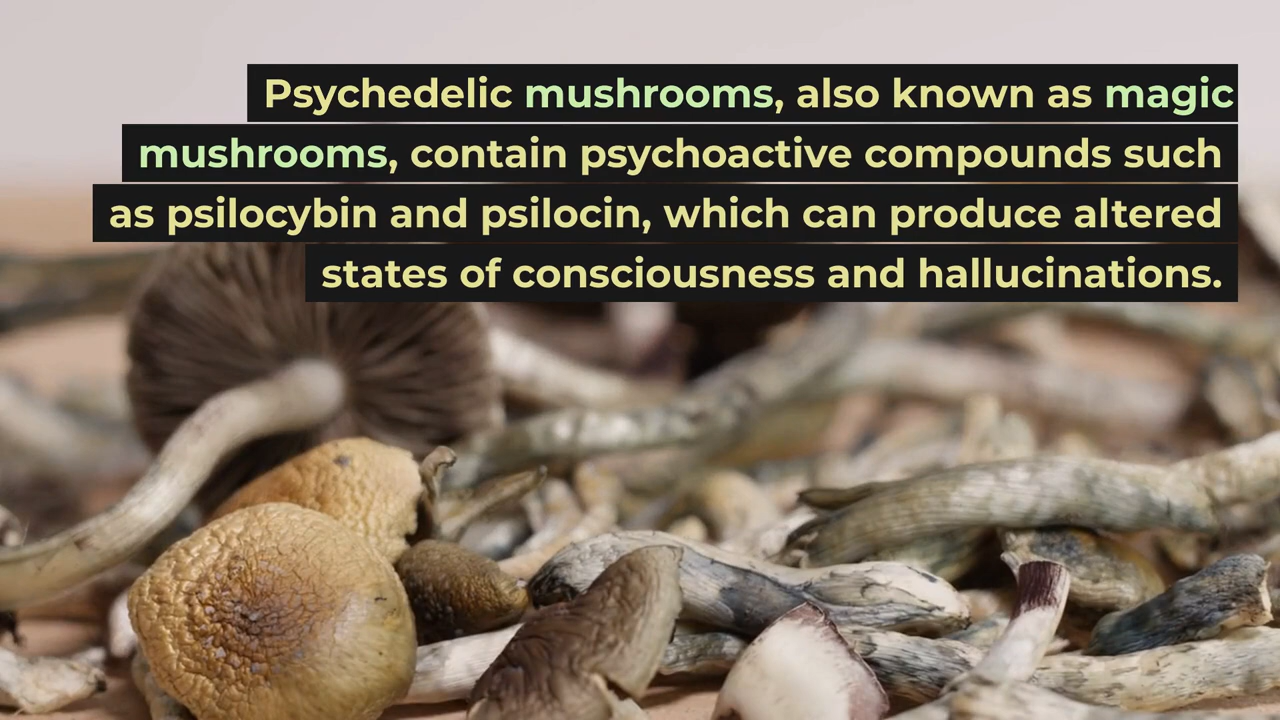 Psychedelic mushrooms, also known as magic
mushrooms, contain psychoactive compounds such
as psilocybin and psilocin, which can produce altered
states of consciousness and hallucinations.